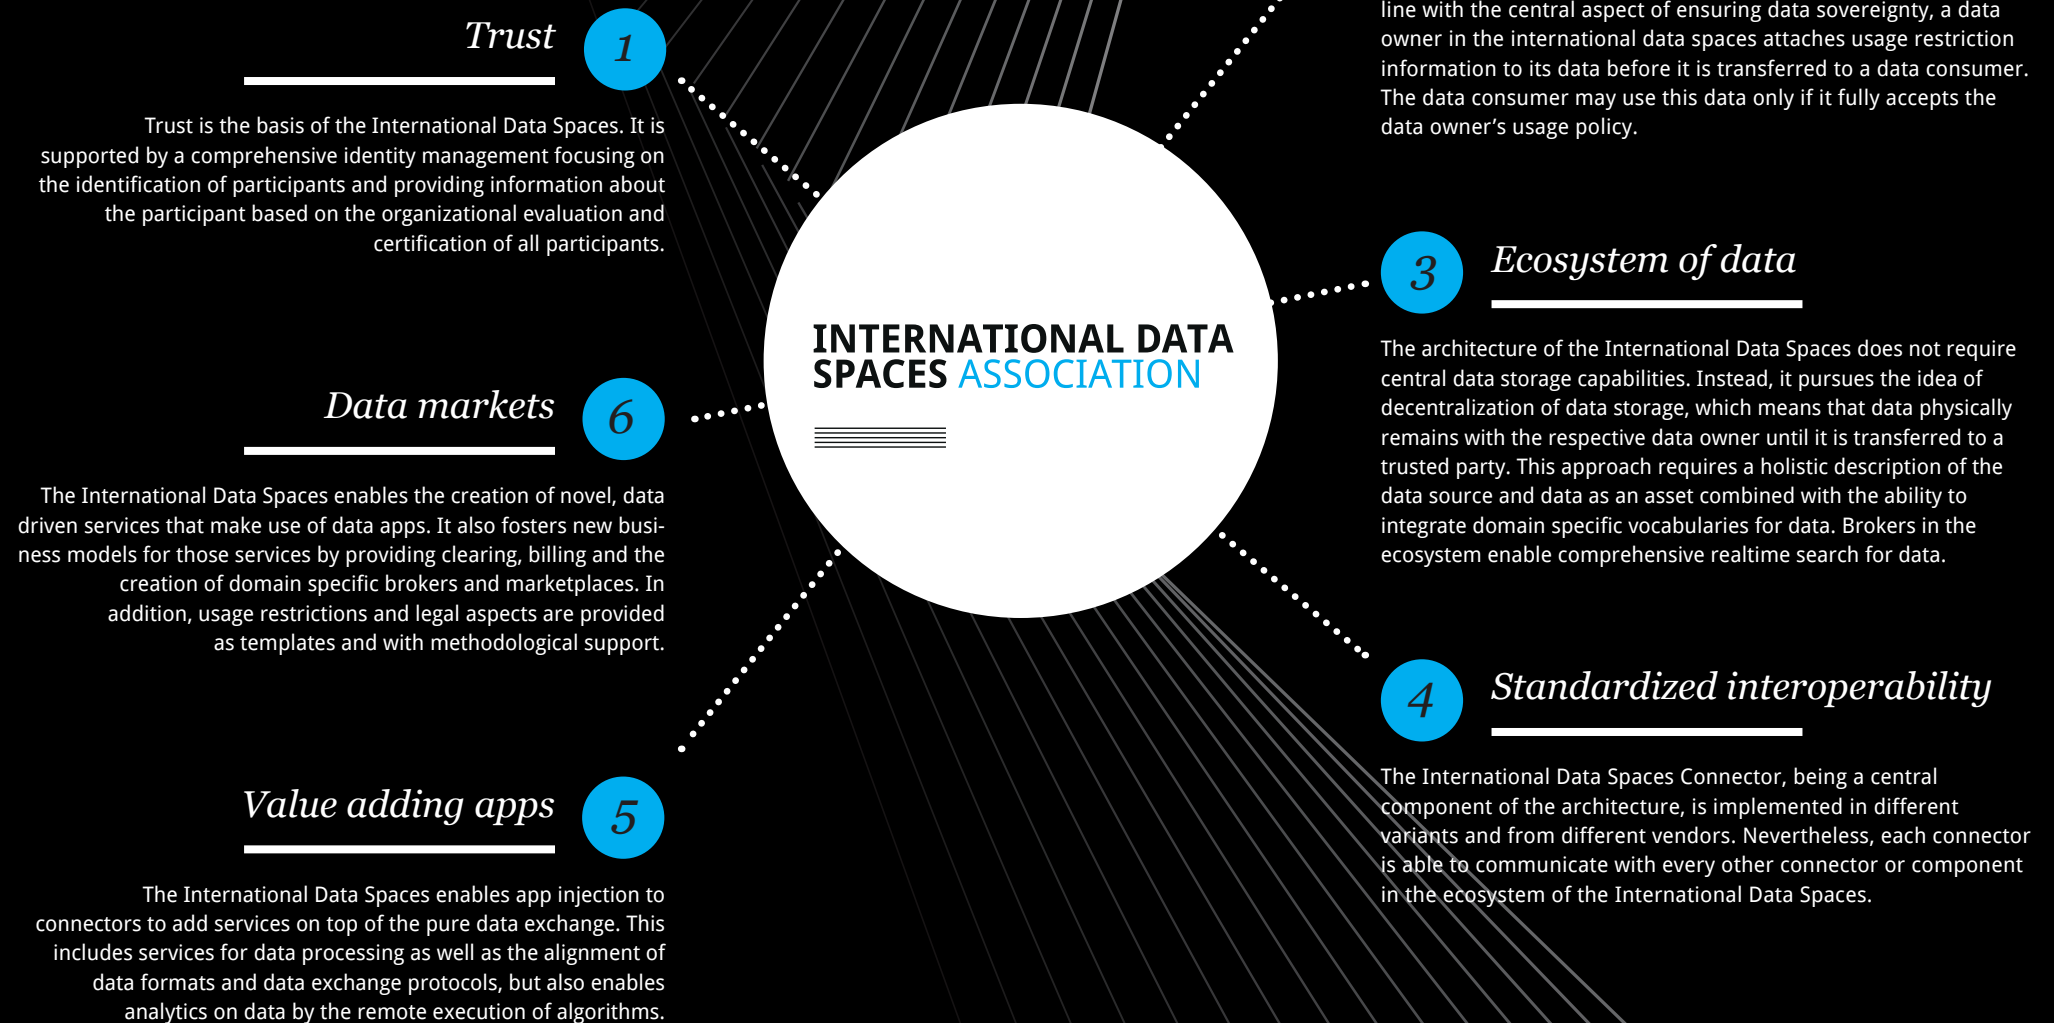 Trust
1
Trust is the basis of the International Data Spaces. It is
supported by a comprehensive identity management focusing on
the identification of participants and providing information about
the participant based on the organizational evaluation and
certification of all participants.
line with the central aspect of ensuring data sovereignty, a data
owner in the international data spaces attaches usage restriction
information to its data before it is transferred to a data consumer.
The data consumer may use this data only if it fully accepts the
data owner's usage policy.
INTERNATIONAL DATA
SPACES ASSOCIATION
3
Ecosystem of data
The architecture of the International Data Spaces does not require
central data storage capabilities. Instead, it pursues the idea of
decentralization of data storage, which means that data physically
remains with the respective data owner until it is transferred to a
trusted party. This approach requires a holistic description of the
data source and data as an asset combined with the ability to
integrate domain specific vocabularies for data. Brokers in the
ecosystem enable comprehensive realtime search for data.
4
Standardized interoperability
The International Data Spaces Connector, being a central
component of the architecture, is implemented in different
variants and from different vendors. Nevertheless, each connector
is able to communicate with every other connector or component
in the ecosystem of the International Data Spaces.
Value adding apps
5
The International Data Spaces enables app injection to
connectors to add services on top of the pure data exchange. This
includes services for data processing as well as the alignment of
data formats and data exchange protocols, but also enables
analytics on data by the remote execution of algorithms.
Data markets
6
The International Data Spaces enables the creation of novel, data
driven services that make use of data apps. It also fosters new busi-
ness models for those services by providing clearing, billing and the
creation of domain specific brokers and marketplaces. In
addition, usage restrictions and legal aspects are provided
as templates and with methodological support.